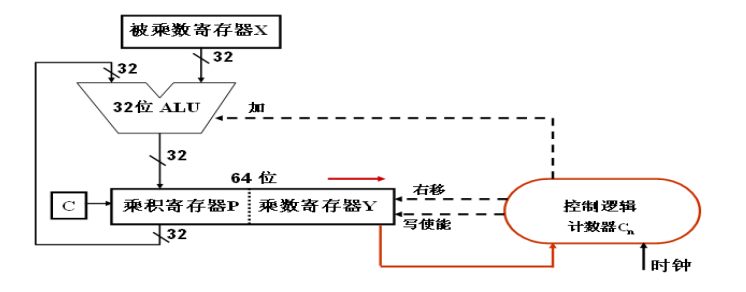 被乘数寄存器X
32
32
32位 ALU
加
32
64 位
C
乘积寄存器P
乘数寄存器Y
右移
写使能
控制逻辑
计数器Cn
32
时钟